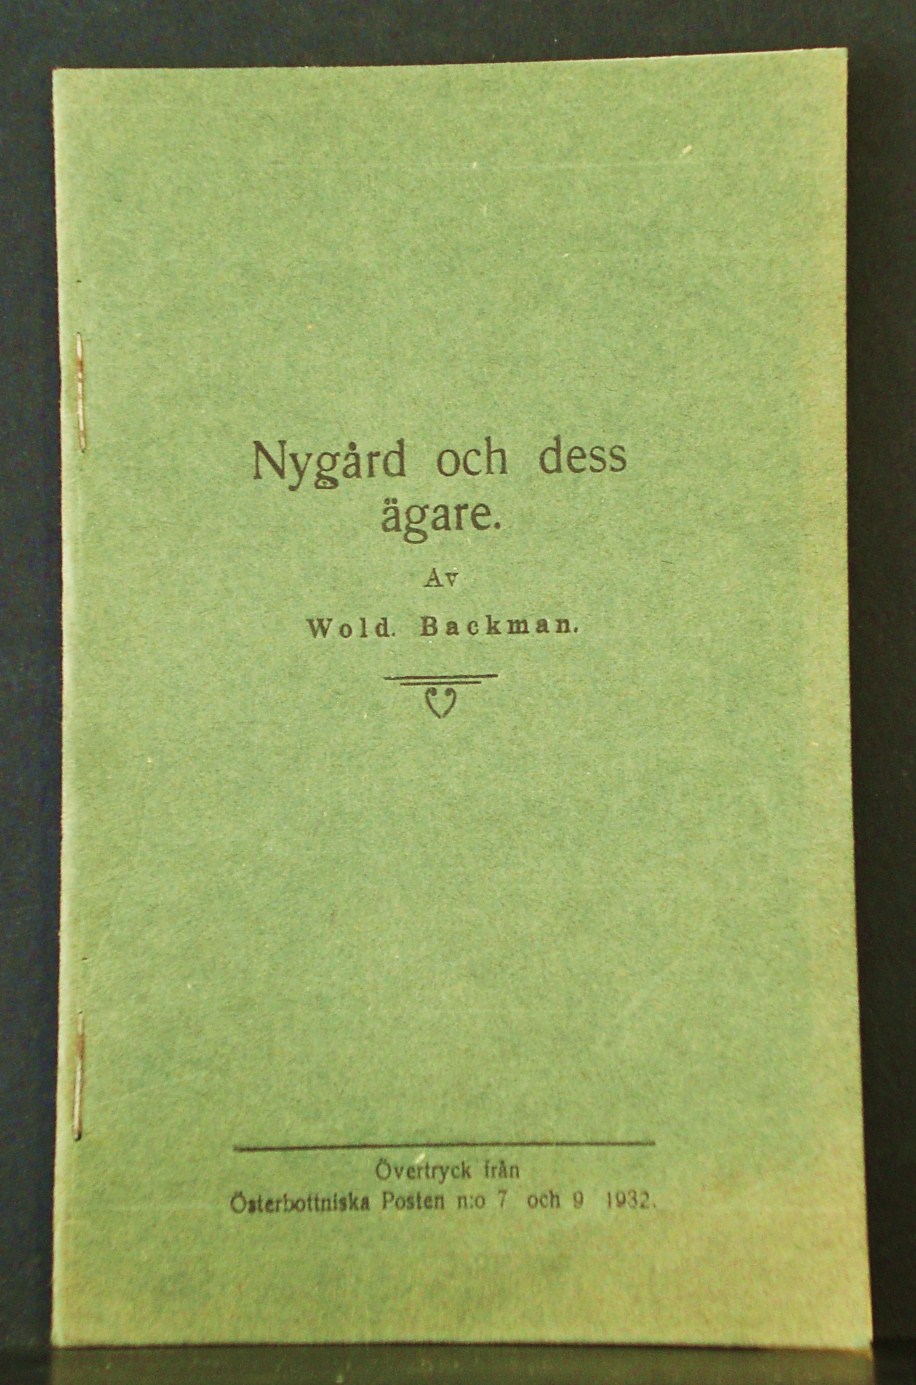 Nygård och dess
ägare.
Av
Wold. Backman.
Övertryck från
Österbottniska Posten n:o 7 och 9 1932.